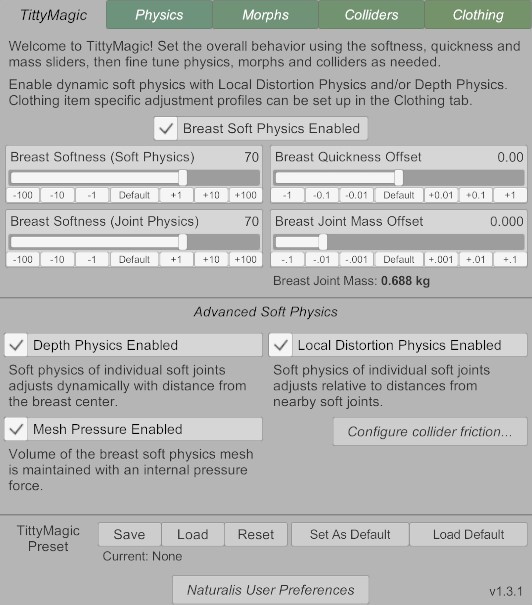 TittyMagic Physics Morphs Colliders Clothing
Welcome to TittyMagic! Set the overall behavior using the softness, quickness and
mass sliders, then fine tune physics, morphs and colliders as needed.
Enable dynamic soft physics with Local Distortion Physics and/or Depth Physics.
Clothing item specific adjustment profiles can be set up in the Clothing tab.
Breast Soft Physics Enabled
Breast Softness (Soft Physics) 70
-100 -10 -1 Default +1 +10 +100
Breast Quickness Offset 0.00
-1 -0.1 -0.01 Default +0.01 +0.1 +1
Breast Softness (Joint Physics) 70
-100 -10 -1 Default +1 +10 +100
Breast Joint Mass Offset 0.000
-.1 -.01 -.001 Default +.001 +.01 +.1
Breast Joint Mass: 0.688 kg
Advanced Soft Physics
Depth Physics Enabled
Soft physics of individual soft joints
adjusts dynamically with distance from
the breast center.
Local Distortion Physics Enabled
Soft physics of individual soft joints
adjusts relative to distances from
nearby soft joints.
Mesh Pressure Enabled
Volume of the breast soft physics mesh
is maintained with an internal pressure
force.
Configure collider friction...
TittyMagic
Preset
Save Load Reset Set As Default Load Default
Current: None
Naturalis User Preferences
v1.3.1